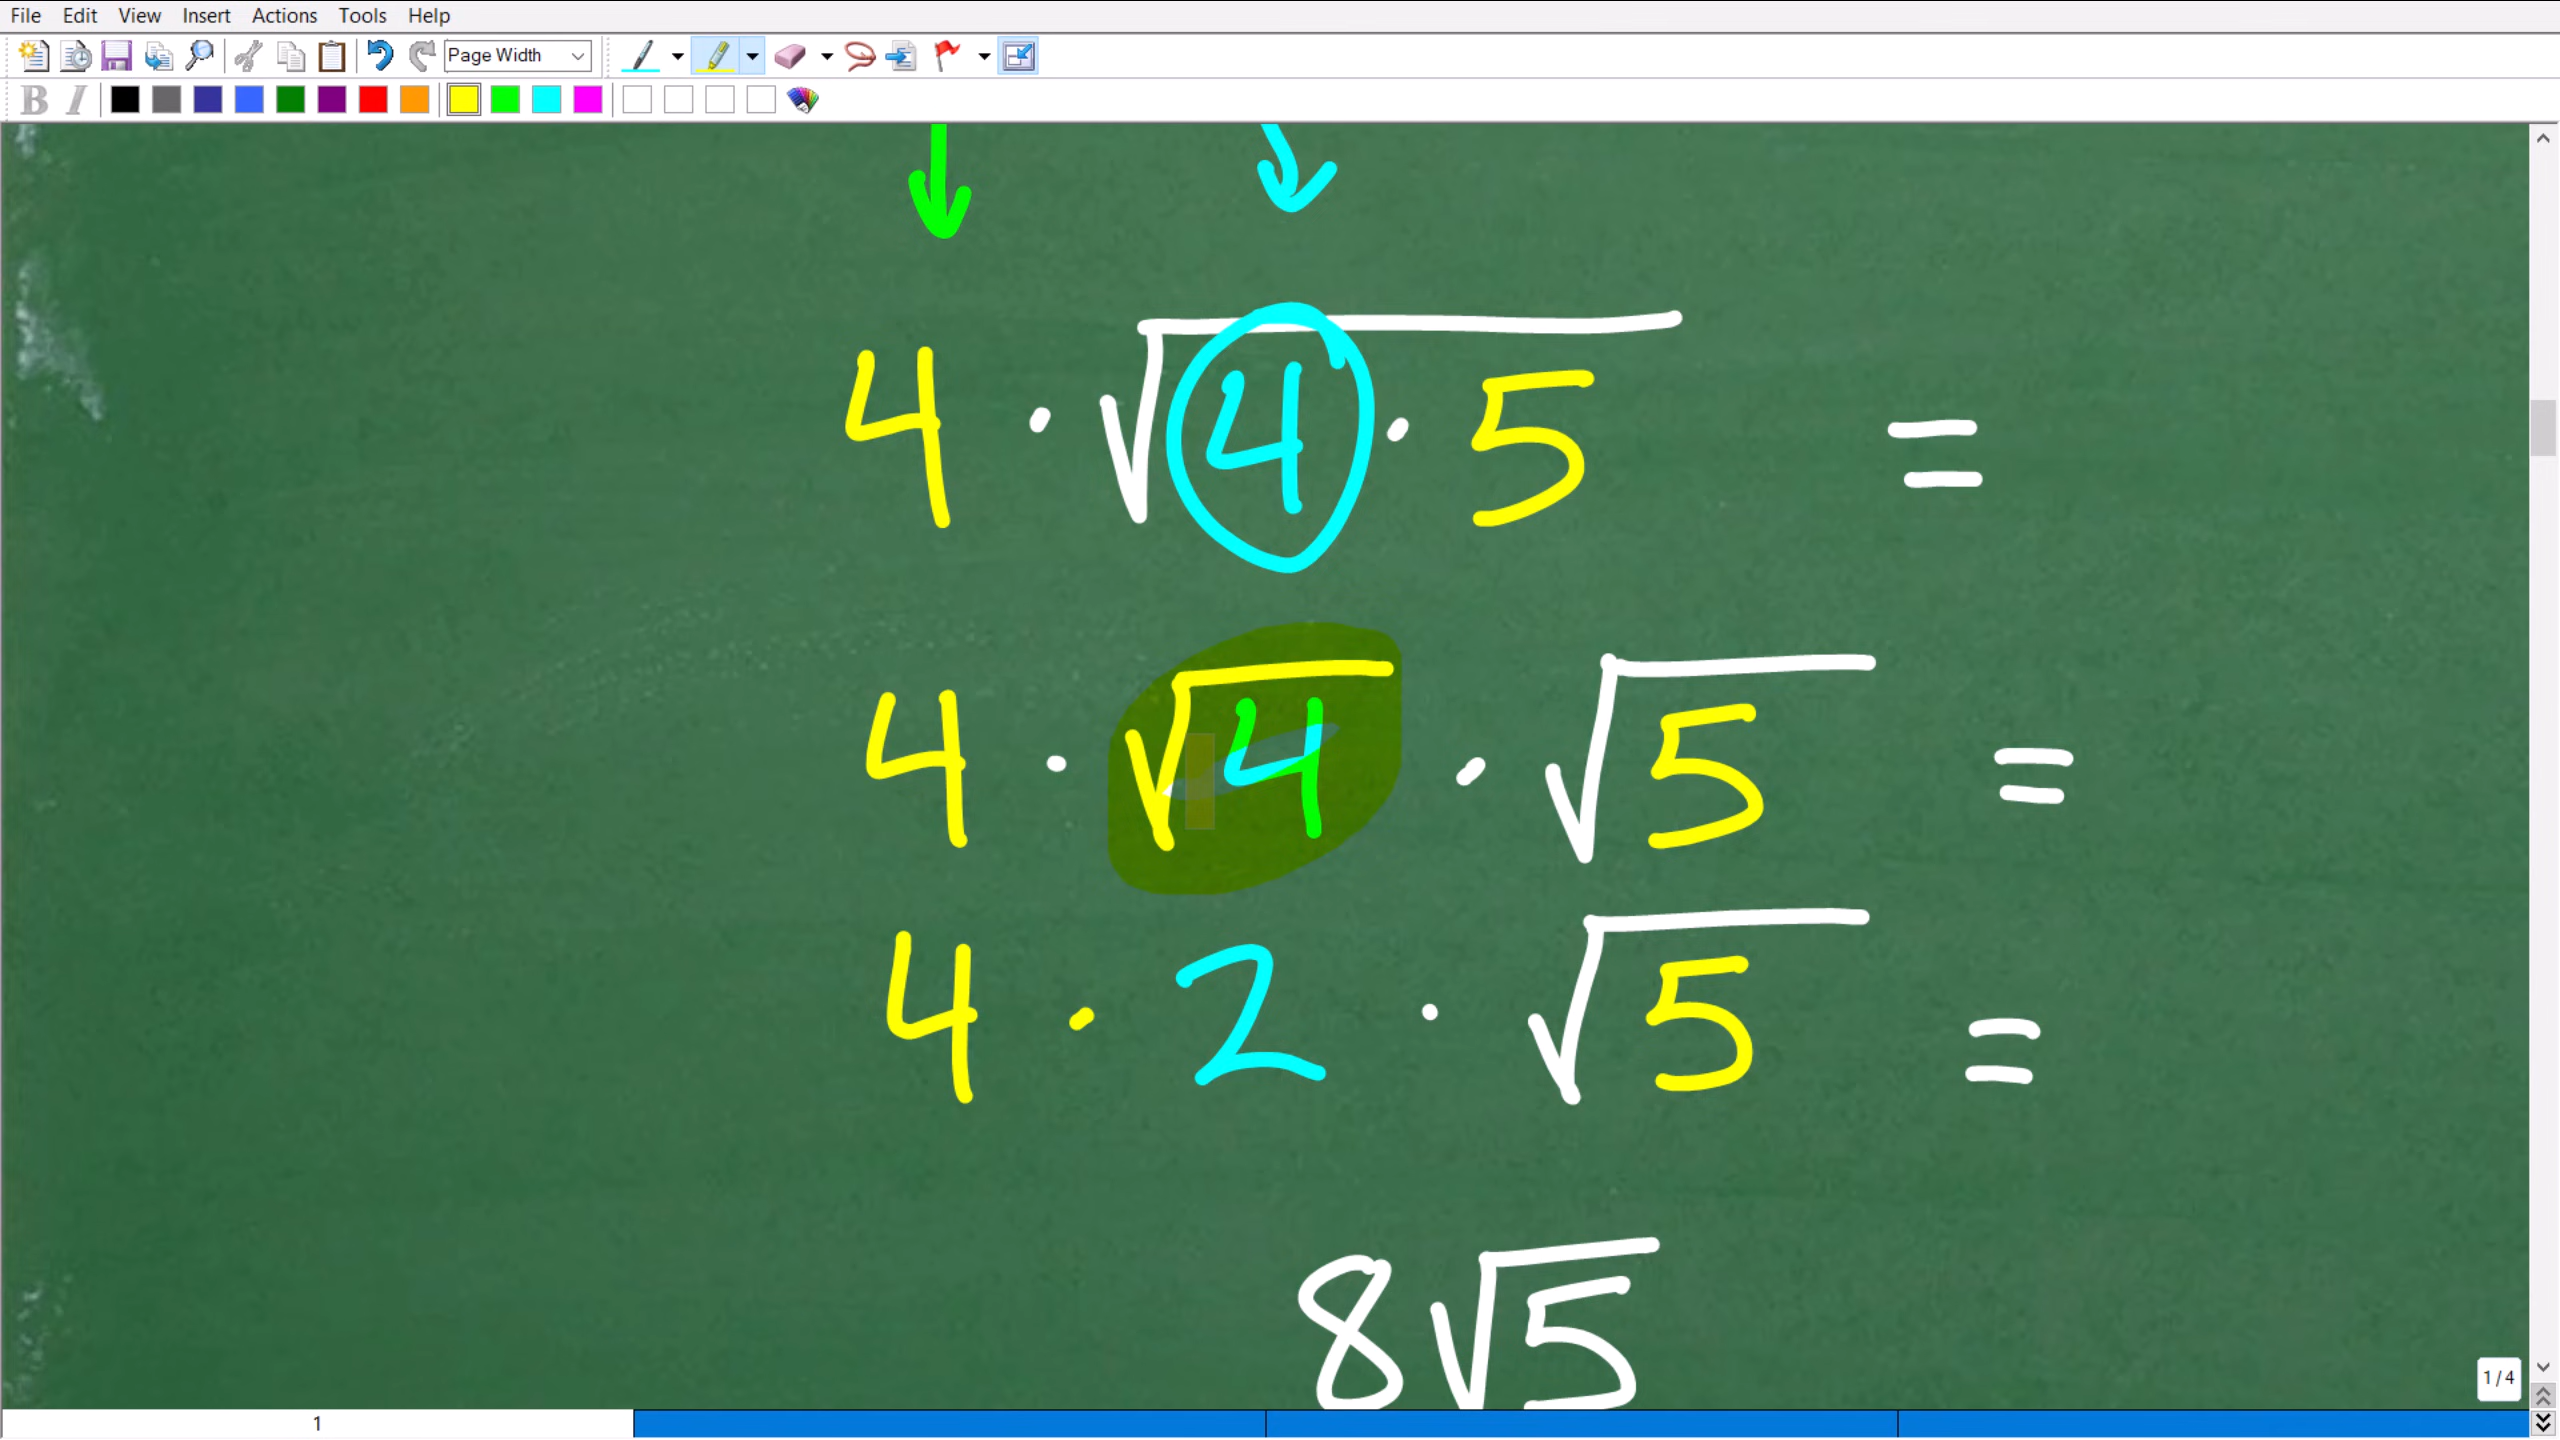 File Edit View Insert Actions Tools Help
Page Width
B I
4 · √4 · 5 =
4 · √4 · √5 =
4 · 2 · √5 =
8√5
1 / 4
1